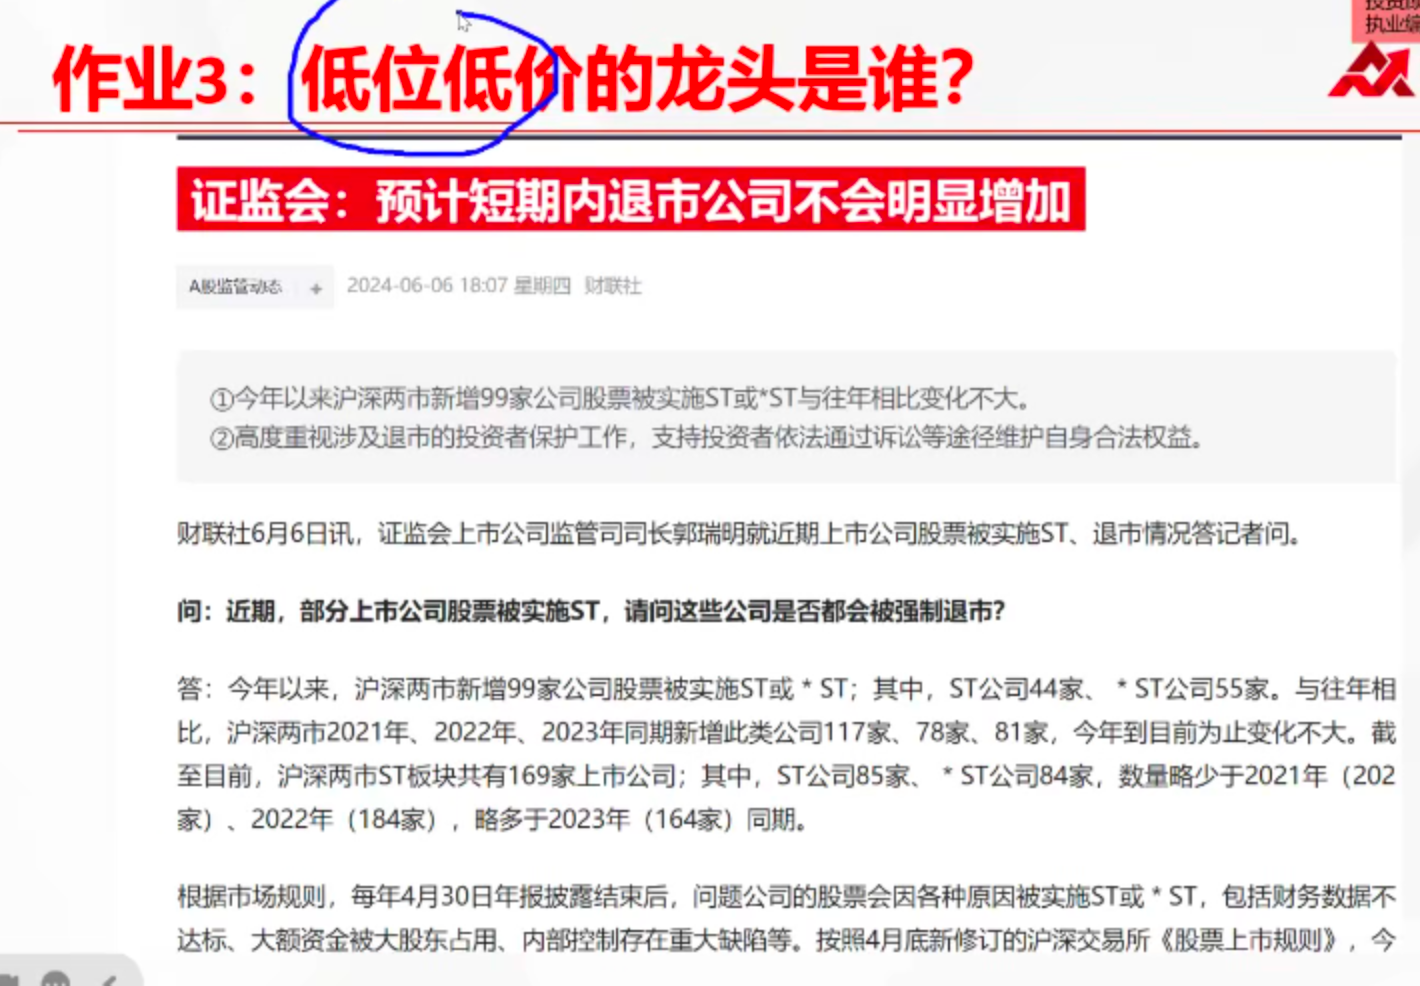 投资顾
执业编
作业3：低位低价的龙头是谁？
证监会：预计短期内退市公司不会明显增加
A股监管动态 + 2024-06-06 18:07 星期四 财联社
①今年以来沪深两市新增99家公司股票被实施ST或*ST与往年相比变化不大。
②高度重视涉及退市的投资者保护工作，支持投资者依法通过诉讼等途径维护自身合法权益。
财联社6月6日讯，证监会上市公司监管司司长郭瑞明就近期上市公司股票被实施ST、退市情况答记者问。
问：近期，部分上市公司股票被实施ST，请问这些公司是否都会被强制退市？
答：今年以来，沪深两市新增99家公司股票被实施ST或 * ST；其中，ST公司44家、 * ST公司55家。与往年相
比，沪深两市2021年、2022年、2023年同期新增此类公司117家、78家、81家，今年到目前为止变化不大。截
至目前，沪深两市ST板块共有169家上市公司；其中，ST公司85家、 * ST公司84家，数量略少于2021年（202
家）、2022年（184家），略多于2023年（164家）同期。
根据市场规则，每年4月30日年报披露结束后，问题公司的股票会因各种原因被实施ST或 * ST，包括财务数据不
达标、大额资金被大股东占用、内部控制存在重大缺陷等。按照4月底新修订的沪深交易所《股票上市规则》，今